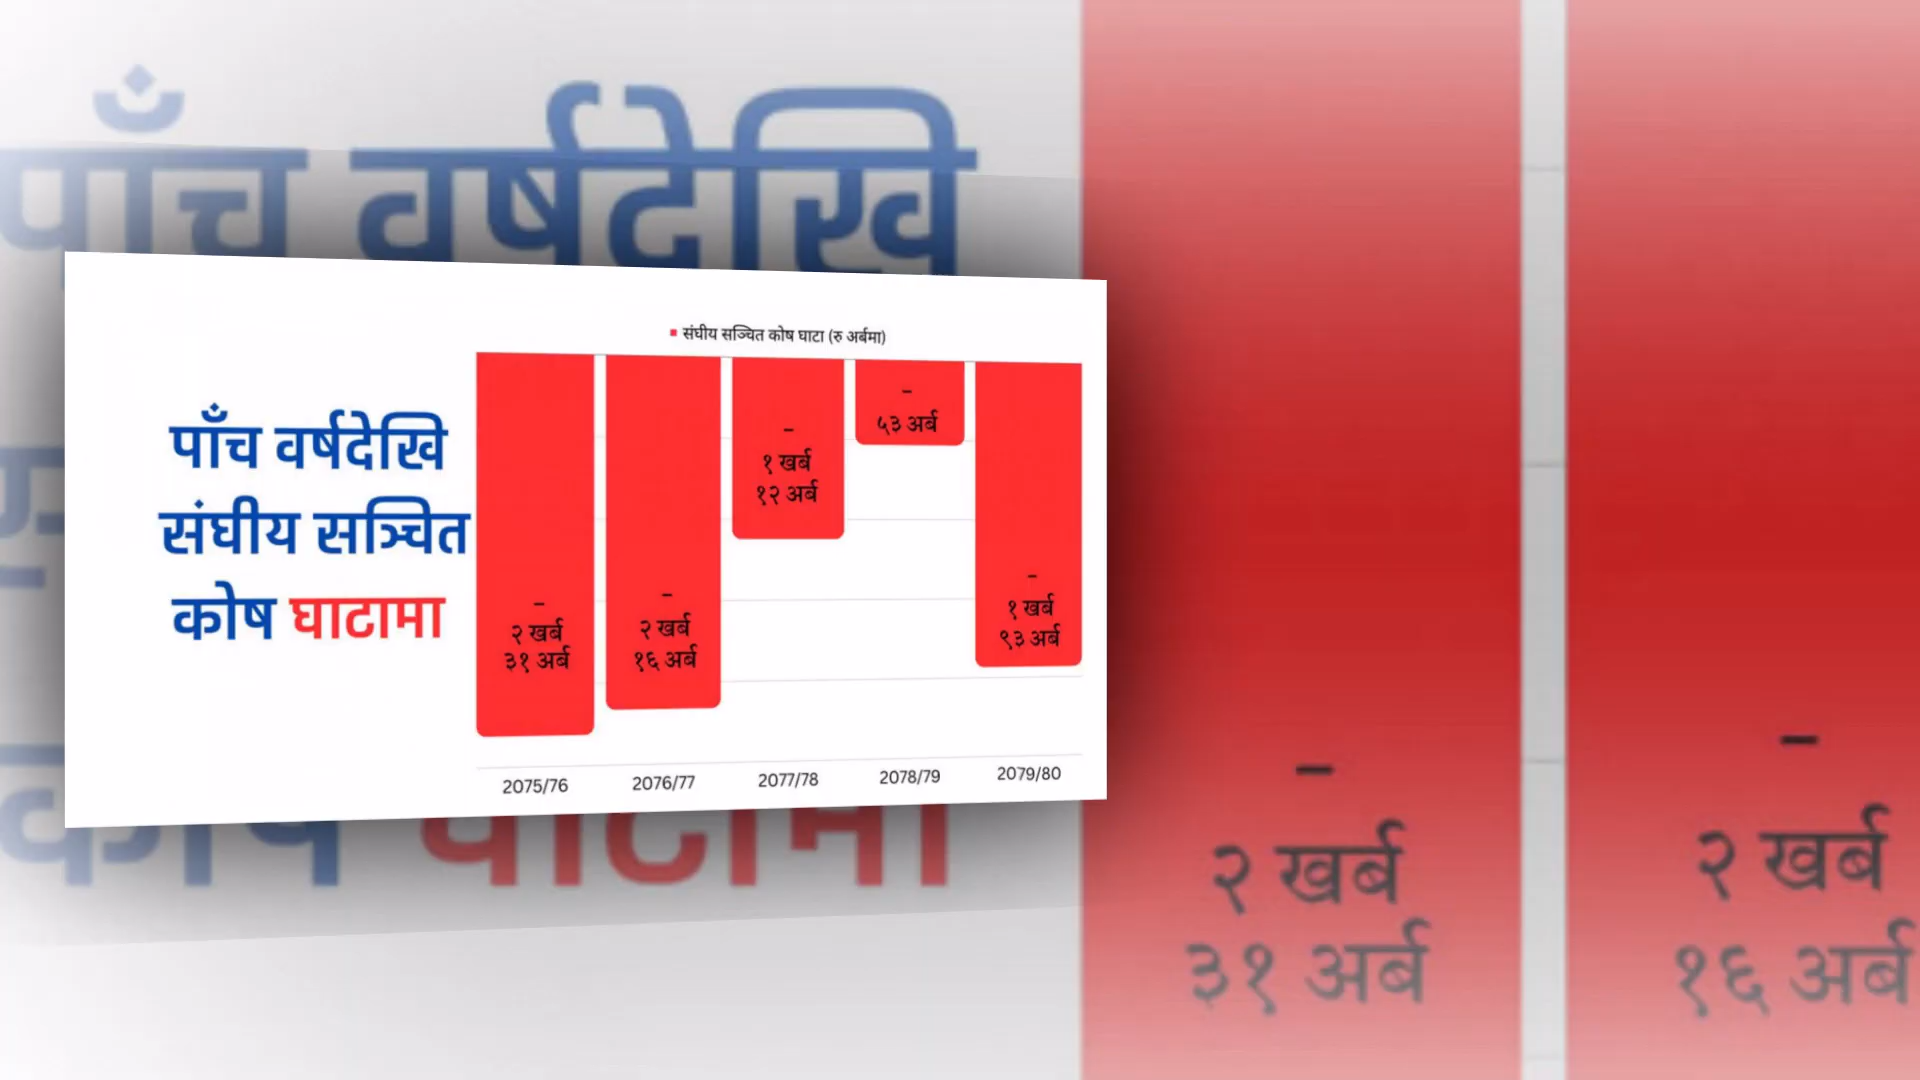 पाँच वर्षदेखि
संघीय सञ्चित
कोष घाटामा
संघीय सञ्चित कोष घाटा (रु अर्बमा)
–
२ खर्ब
३१ अर्ब
–
२ खर्ब
१६ अर्ब
–
१ खर्ब
१२ अर्ब
–
५३ अर्ब
–
१ खर्ब
९३ अर्ब
2075/76
2076/77
2077/78
2078/79
2079/80
पाँच वर्षदेखि
कोष घाटामा
–
२ खर्ब
३१ अर्ब
–
२ खर्ब
१६ अर्ब